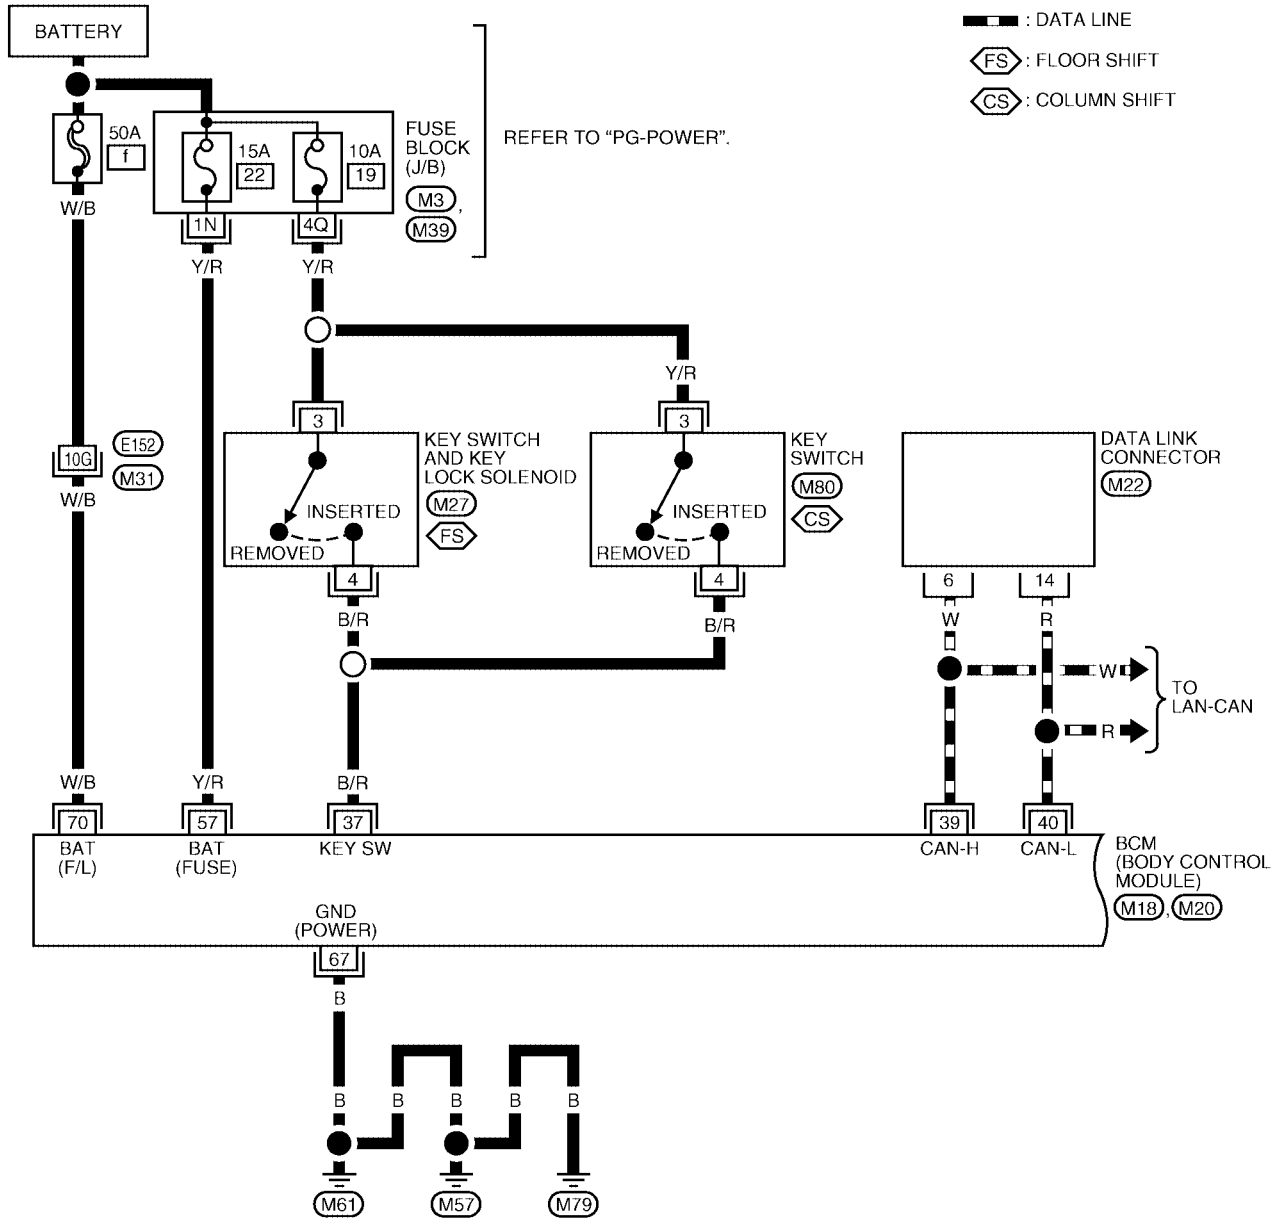 BATTERY
: DATA LINE
FS : FLOOR SHIFT
CS : COLUMN SHIFT
50A
f
15A
22
10A
19
FUSE
BLOCK
(J/B)
M3 ,
M39
REFER TO “PG-POWER”.
W/B
1N
4Q
Y/R
Y/R
Y/R
3
3
10G
E152
M31
W/B
KEY SWITCH
AND KEY
LOCK SOLENOID
M27
FS
INSERTED
REMOVED
KEY
SWITCH
M80
CS
INSERTED
REMOVED
DATA LINK
CONNECTOR
M22
4
4
6
14
B/R
B/R
W
R
W
R
TO
LAN-CAN
W/B
Y/R
B/R
70
57
37
39
40
BAT
(F/L)
BAT
(FUSE)
KEY SW
CAN-H
CAN-L
BCM
(BODY CONTROL
MODULE)
M18 , M20
GND
(POWER)
67
B
B
B
B
B
B
M61
M57
M79